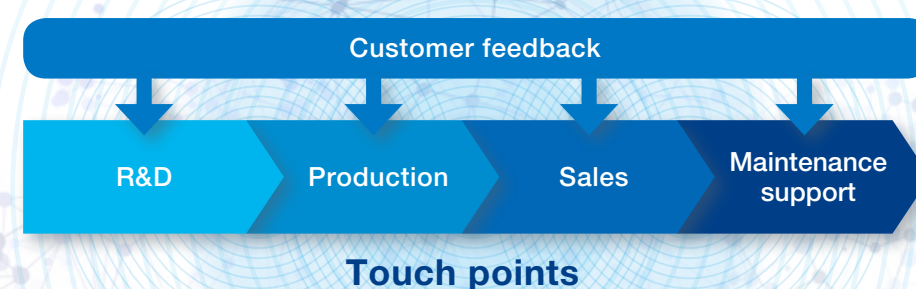 Customer feedback
R&D
Production
Sales
Maintenance
support
Touch points